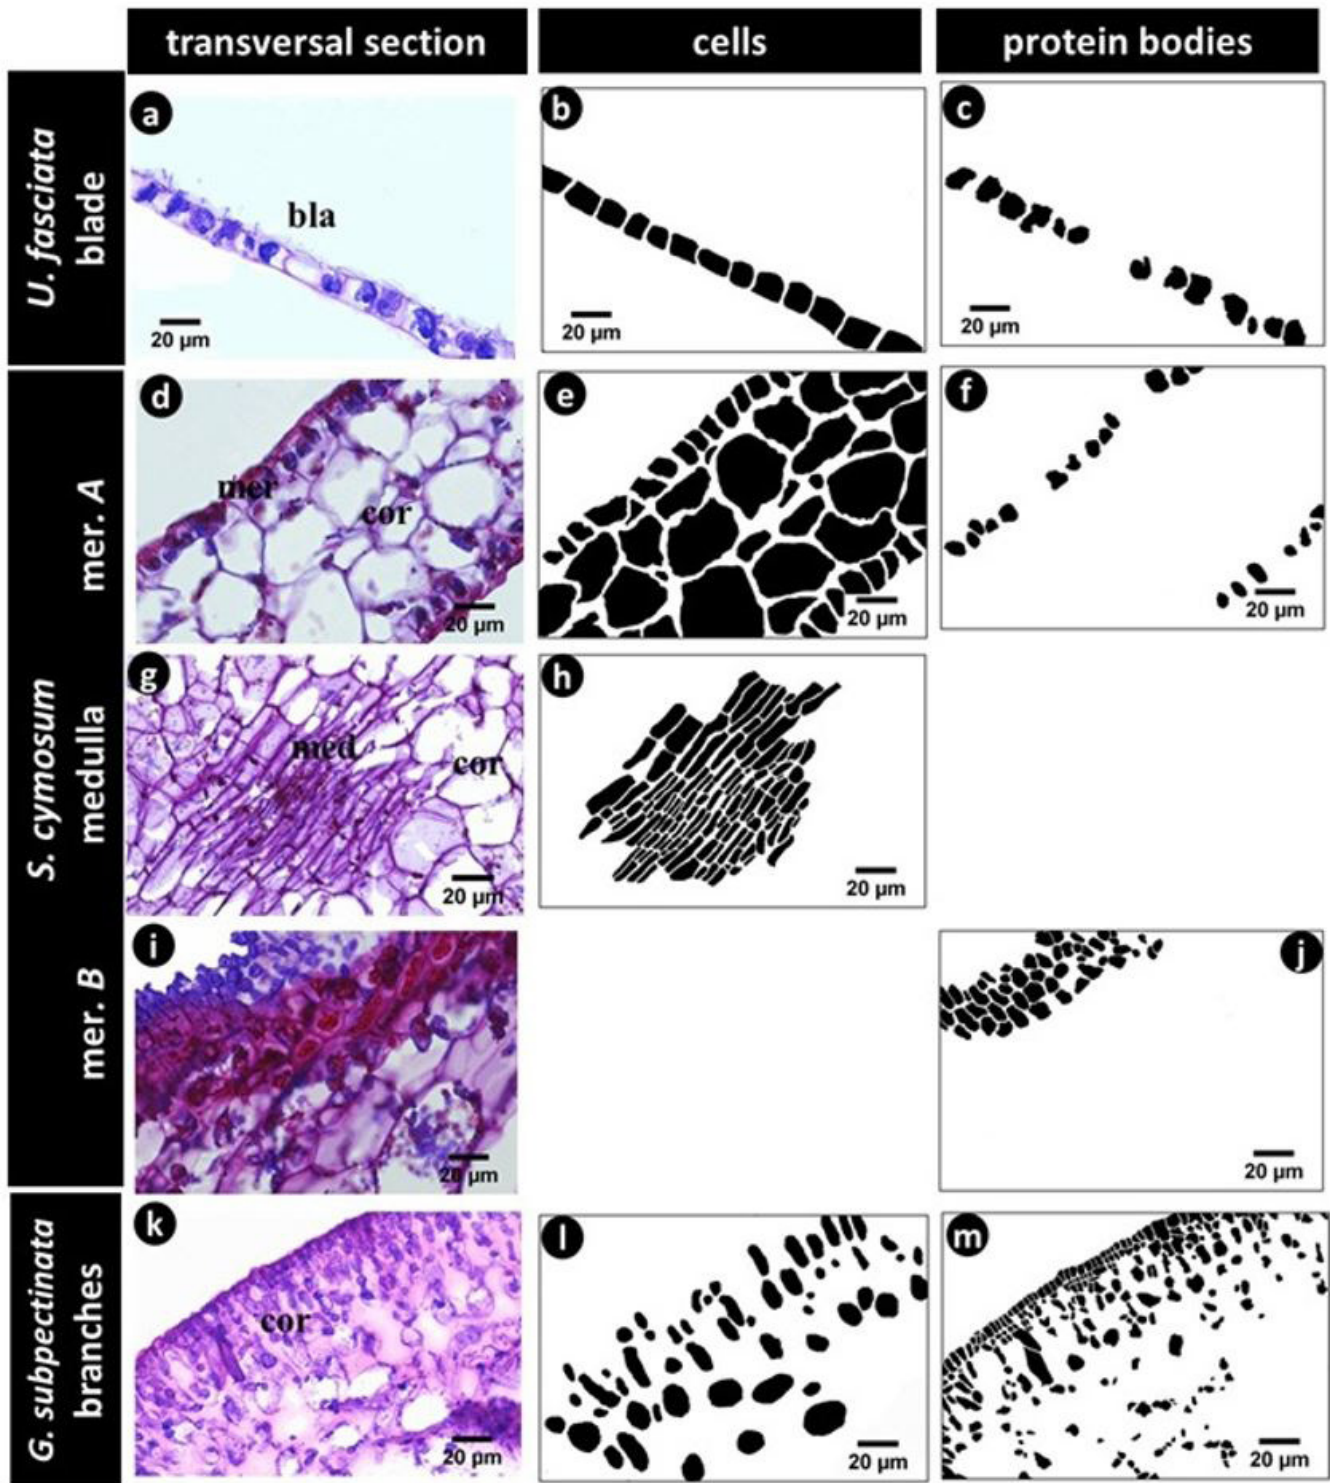 transversal section
cells
protein bodies
U. fasciata
blade
a
bla
20 µm
b
20 µm
c
20 µm
S. cymosum
mer. A
d
mer
cor
20 µm
e
20 µm
f
20 µm
medulla
g
med
cor
20 µm
h
20 µm
mer. B
i
20 µm
j
20 µm
G. subpectinata
branches
k
cor
20 µm
l
20 µm
m
20 µm